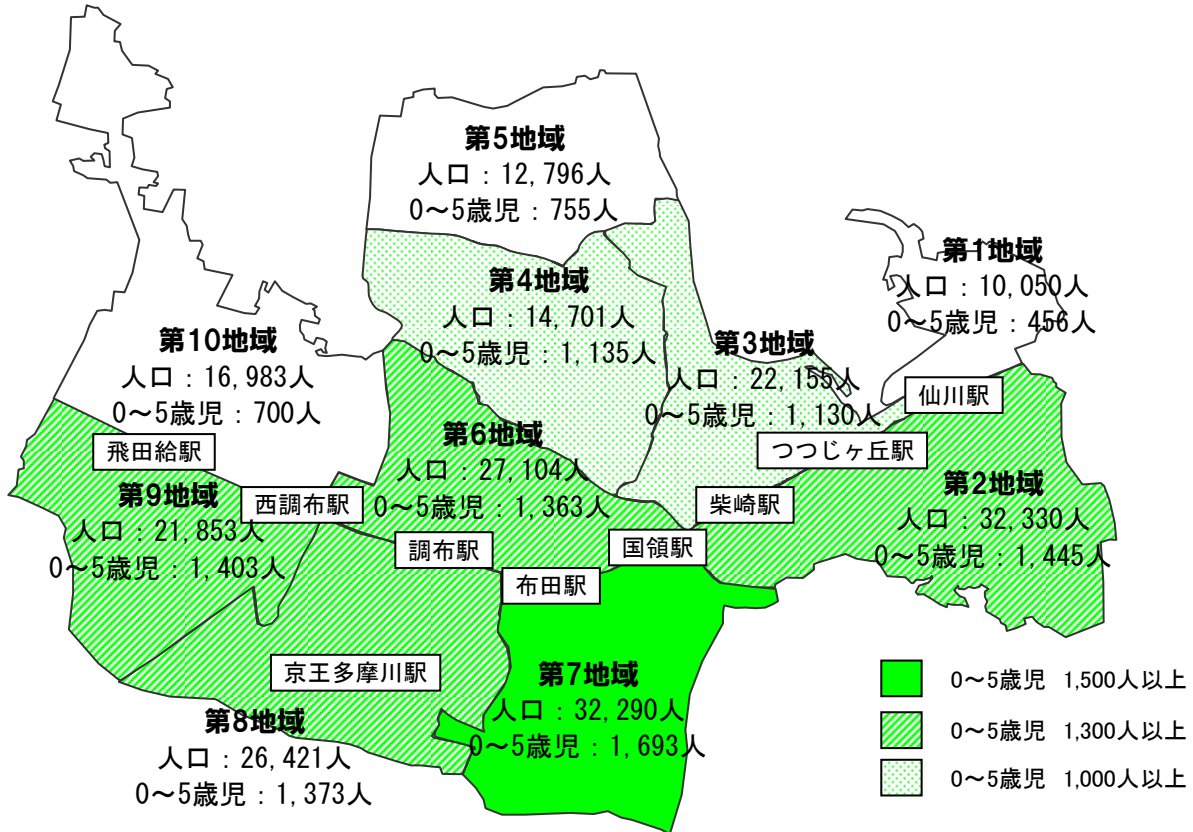 第5地域
人口：12,796人
0～5歳児：755人
第1地域
人口：10,050人
0～5歳児：456人
第4地域
人口：14,701人
0～5歳児：1,135人
第10地域
人口：16,983人
0～5歳児：700人
第3地域
人口：22,155人
0～5歳児：1,130人
仙川駅
つつじヶ丘駅
飛田給駅
第6地域
人口：27,104人
0～5歳児：1,363人
第9地域
人口：21,853人
0～5歳児：1,403人
西調布駅
柴崎駅
第2地域
人口：32,330人
0～5歳児：1,445人
調布駅
国領駅
布田駅
京王多摩川駅
第7地域
人口：32,290人
0～5歳児：1,693人
第8地域
人口：26,421人
0～5歳児：1,373人
0～5歳児 1,500人以上
0～5歳児 1,300人以上
0～5歳児 1,000人以上